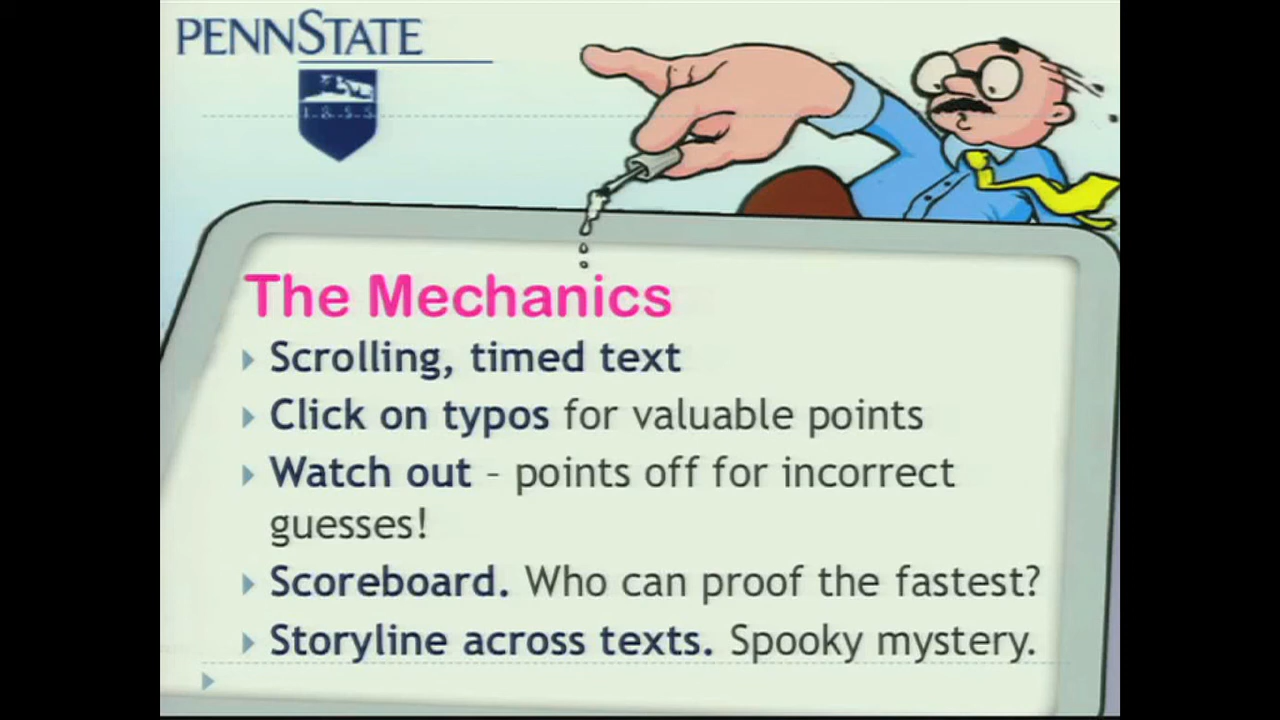 PENNSTATE
1855
The Mechanics
Scrolling, timed text
Click on typos for valuable points
Watch out – points off for incorrect
guesses!
Scoreboard. Who can proof the fastest?
Storyline across texts. Spooky mystery.